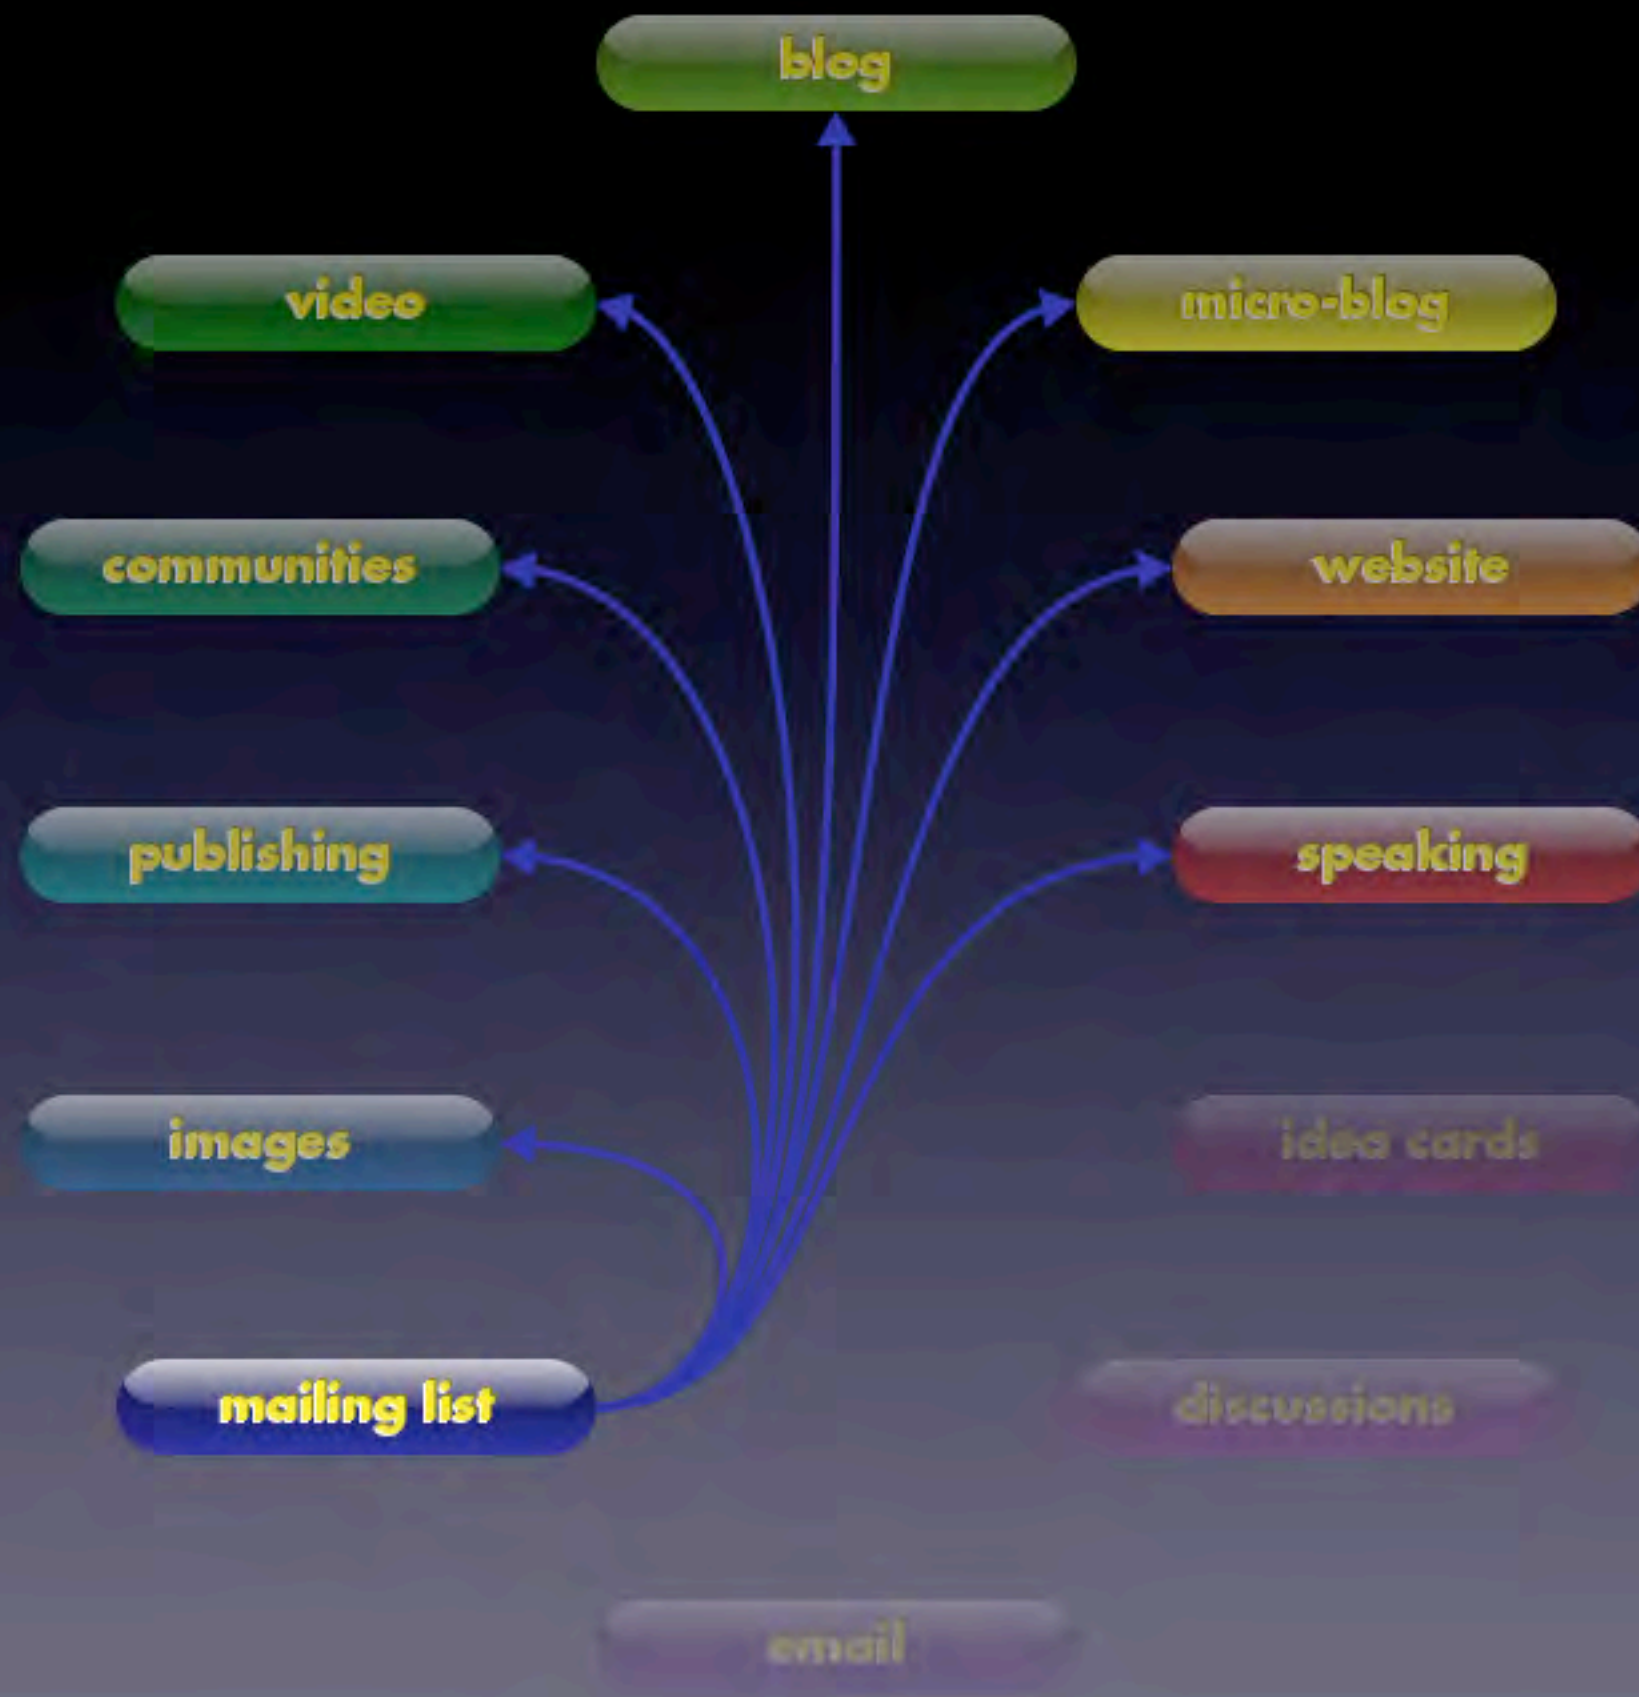 blog
video
micro-blog
communities
website
publishing
speaking
images
idea cards
mailing list
discussions
email